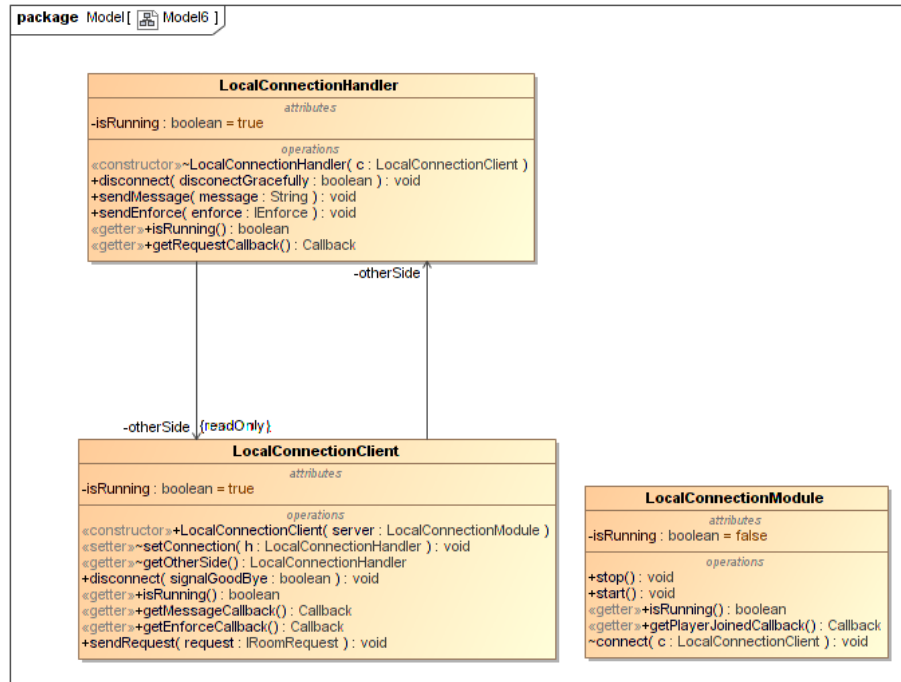 package Model[ Model6 ]
LocalConnectionHandler
attributes
-isRunning : boolean = true
operations
«constructor»~LocalConnectionHandler( c : LocalConnectionClient )
+disconnect( disconectGracefully : boolean ) : void
+sendMessage( message : String ) : void
+sendEnforce( enforce : IEnforce ) : void
«getter»+isRunning() : boolean
«getter»+getRequestCallback() : Callback
-otherSide
-otherSide {readOnly}
LocalConnectionClient
attributes
-isRunning : boolean = true
operations
«constructor»+LocalConnectionClient( server : LocalConnectionModule )
«setter»~setConnection( h : LocalConnectionHandler ) : void
«getter»~getOtherSide() : LocalConnectionHandler
+disconnect( signalGoodBye : boolean ) : void
«getter»+isRunning() : boolean
«getter»+getMessageCallback() : Callback
«getter»+getEnforceCallback() : Callback
+sendRequest( request : IRoomRequest ) : void
LocalConnectionModule
attributes
-isRunning : boolean = false
operations
+stop() : void
+start() : void
«getter»+isRunning() : boolean
«getter»+getPlayerJoinedCallback() : Callback
~connect( c : LocalConnectionClient ) : void